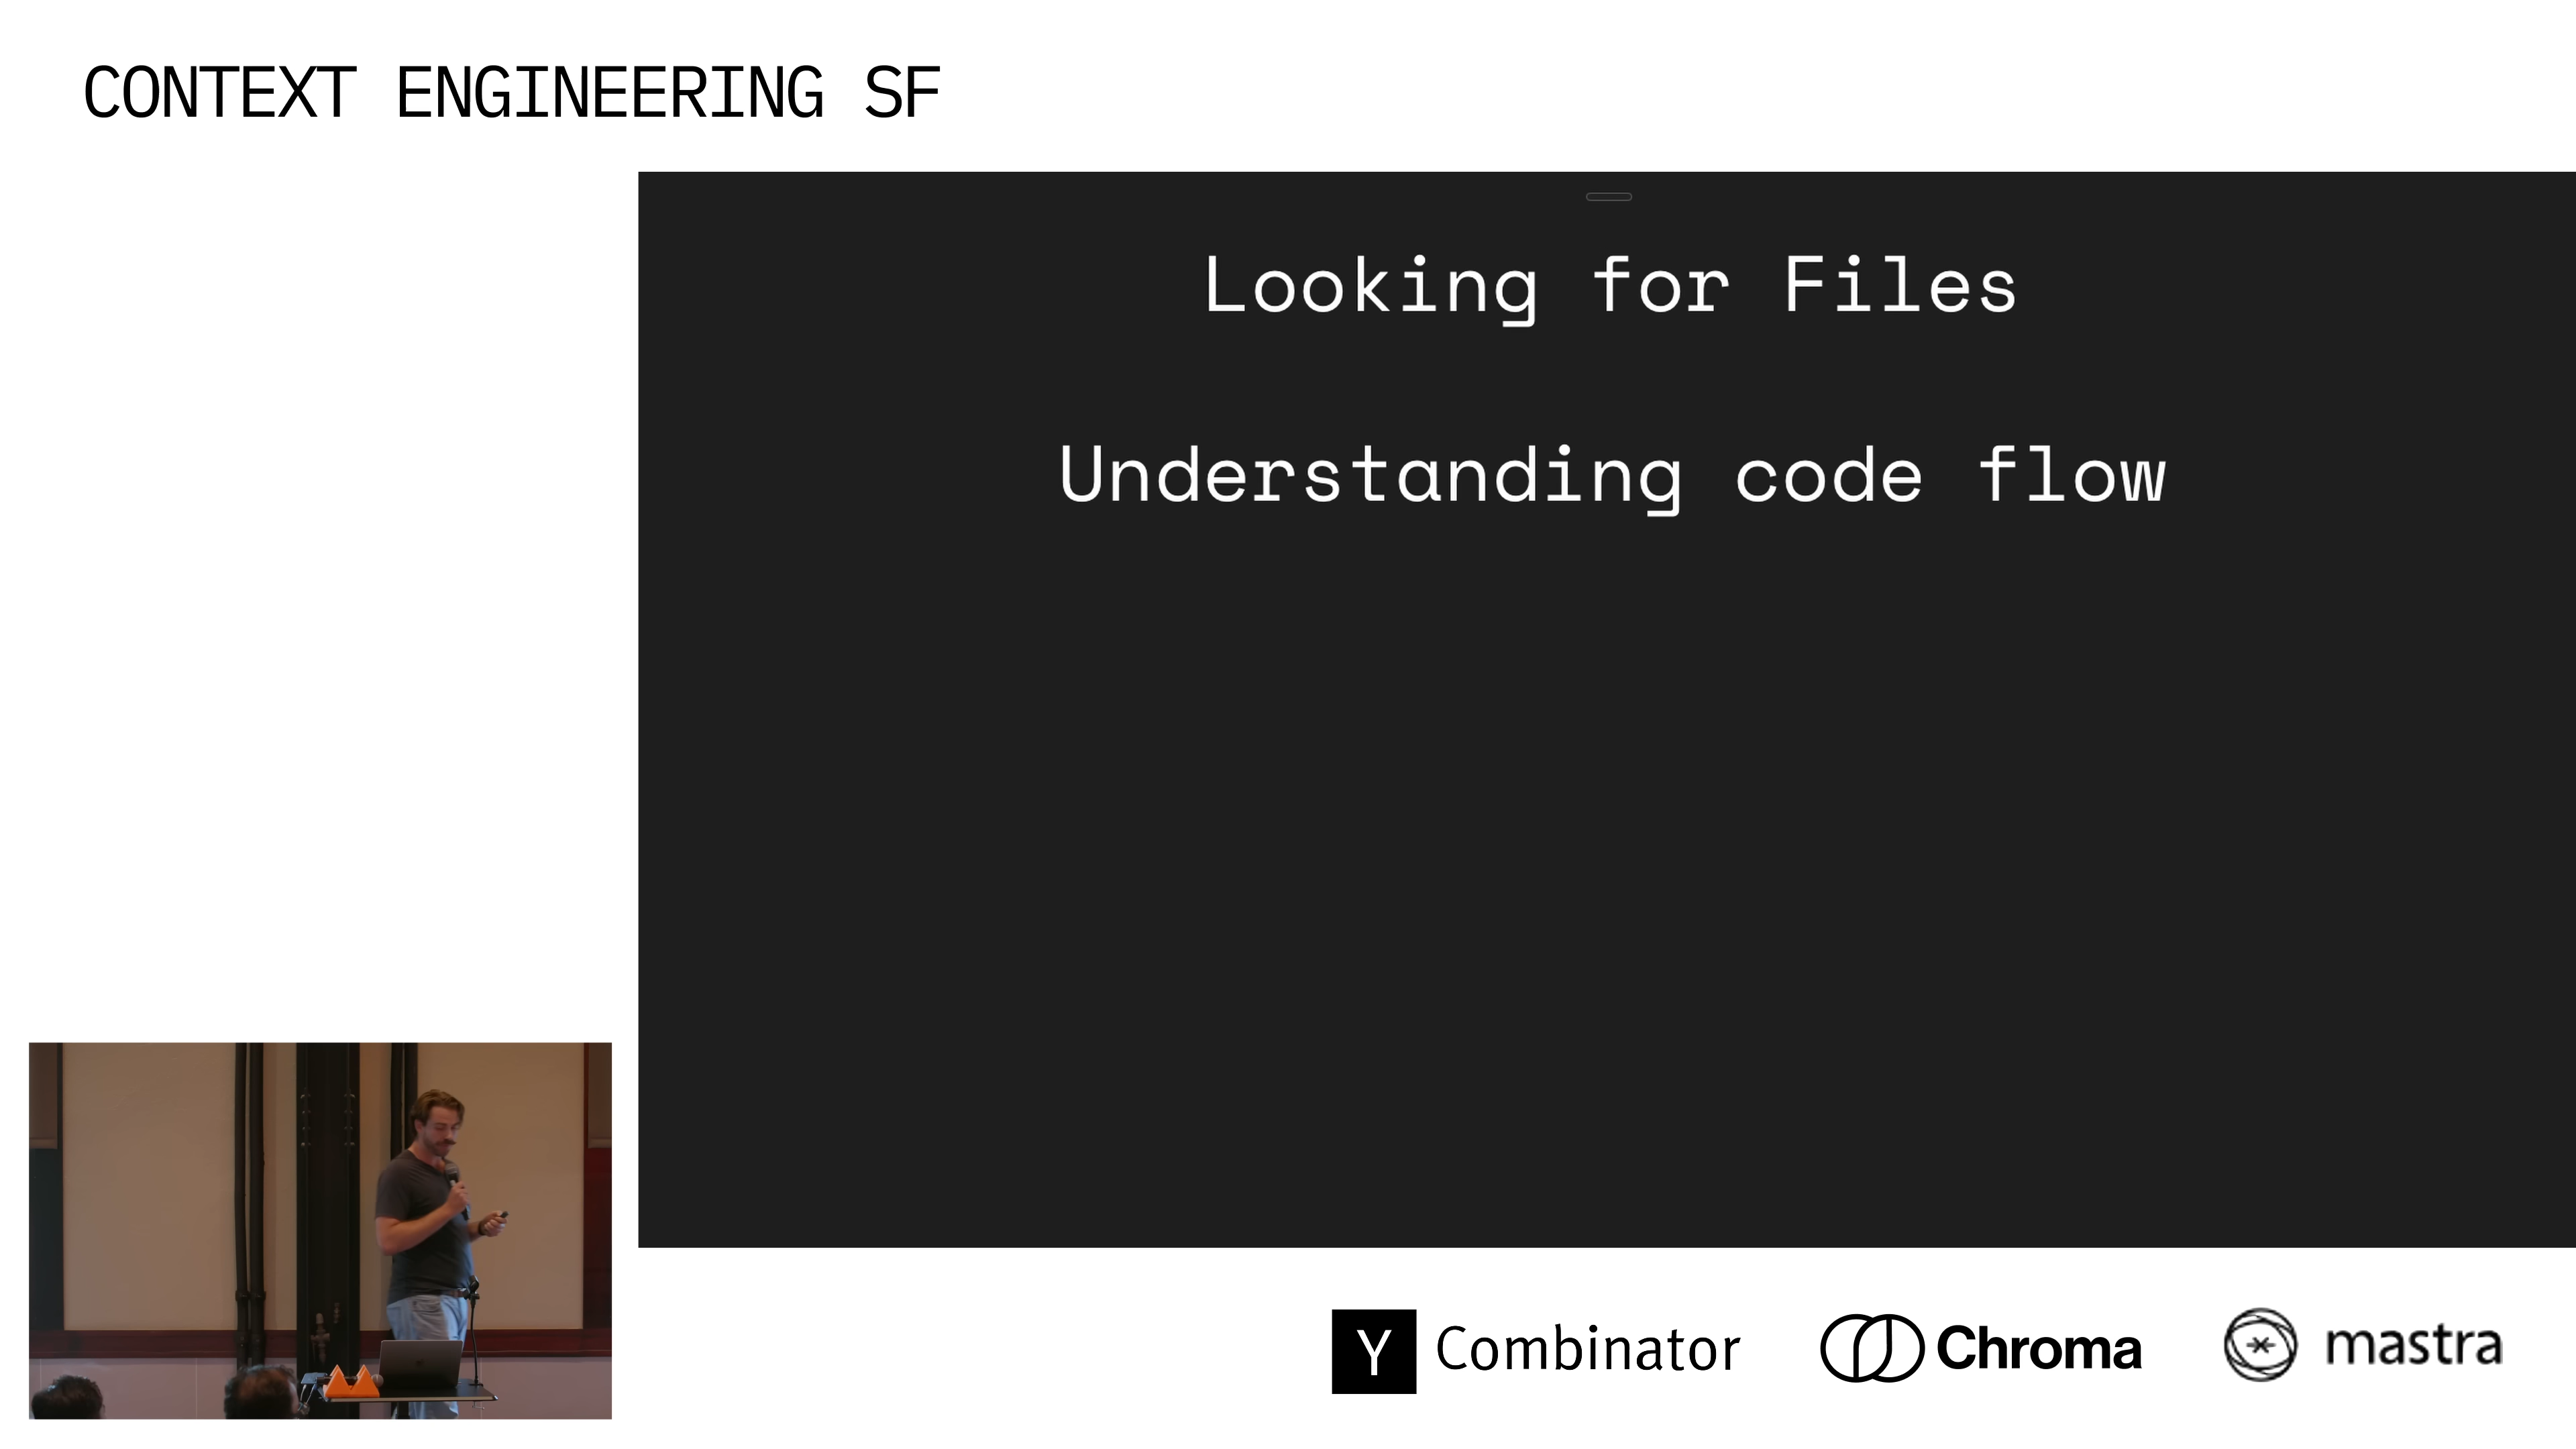 CONTEXT ENGINEERING SF
Looking for Files
Understanding code flow
Y Combinator
Chroma
mastra